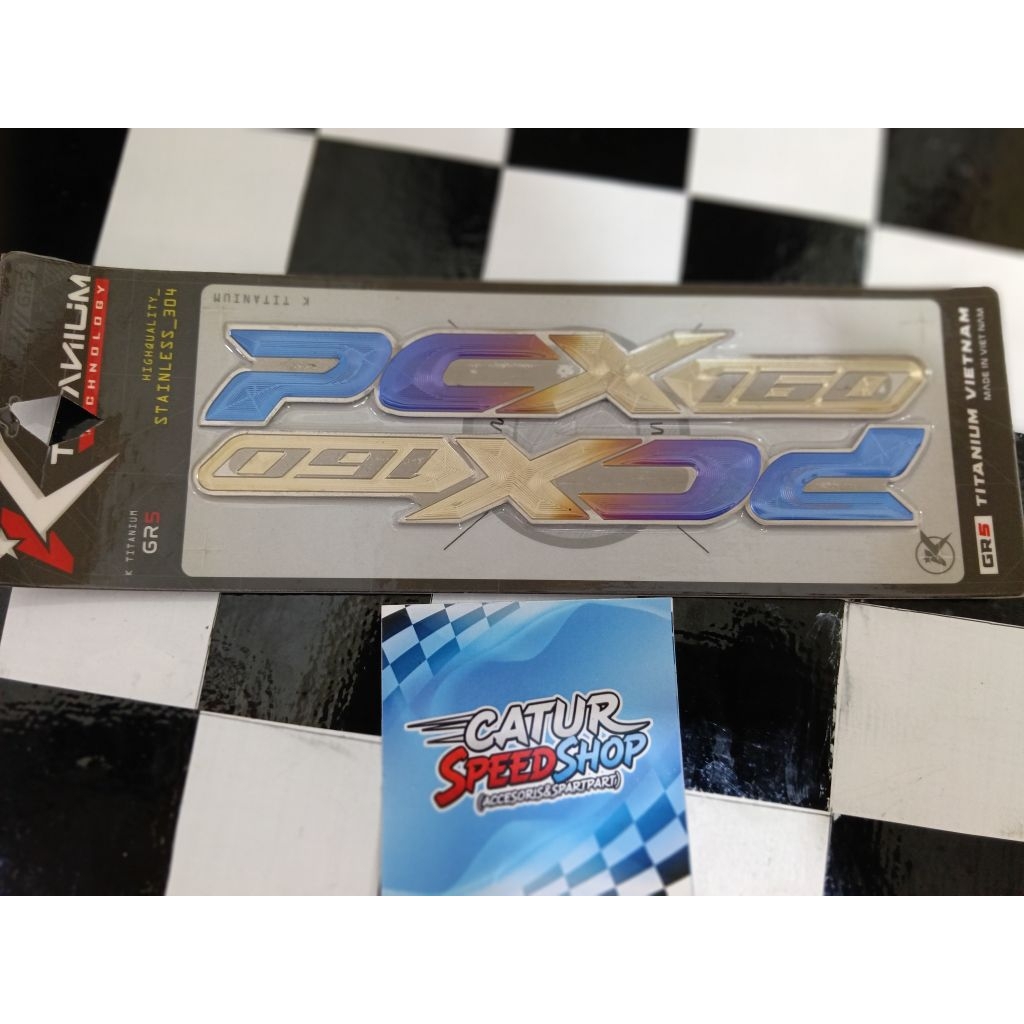 TITANIUM
TECHNOLOGY
HIGHQUALITY_
STAINLESS_304
K TITANIUM
GR5
K TITANIUM
PCX160
PCX160
GR5 TITANIUM VIETNAM
MADE IN VIET NAM
CATUR
SPEEDSHOP
(ACCESORIS&SPARTPART)